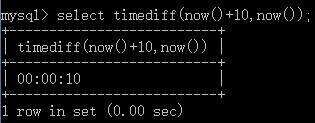 mysql> select timediff(now()+10,now());
+--------------------------+
| timediff(now()+10,now()) |
+--------------------------+
| 00:00:10                 |
+--------------------------+
1 row in set (0.00 sec)